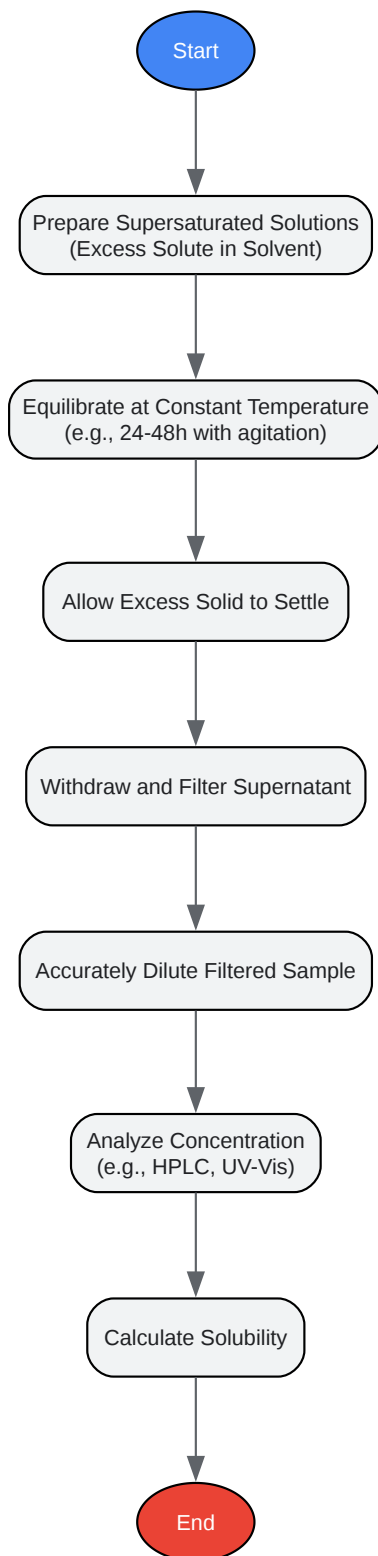 Start
Prepare Supersaturated Solutions
(Excess Solute in Solvent)
Equilibrate at Constant Temperature
(e.g., 24-48h with agitation)
Allow Excess Solid to Settle
Withdraw and Filter Supernatant
Accurately Dilute Filtered Sample
Analyze Concentration
(e.g., HPLC, UV-Vis)
Calculate Solubility
End